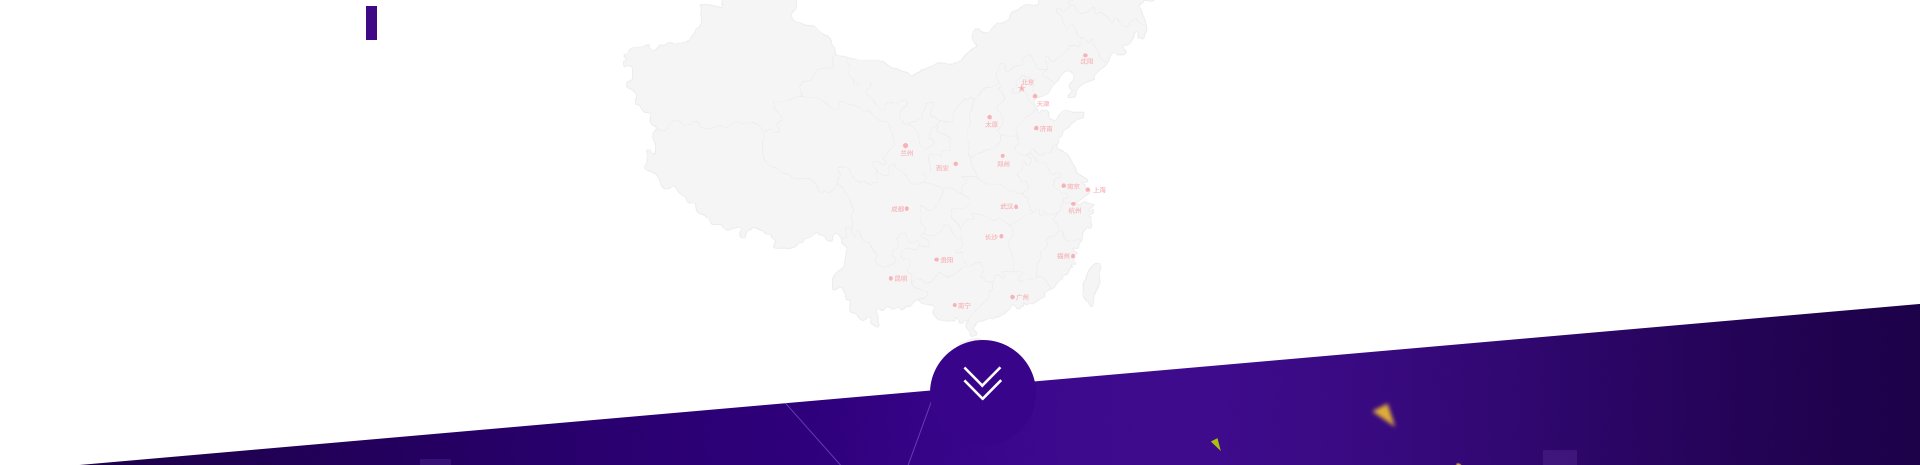 沈阳
北京
天津
太原
济南
兰州
郑州
西安
南京
上海
成都
武汉
杭州
长沙
福州
贵阳
昆明
广州
南宁